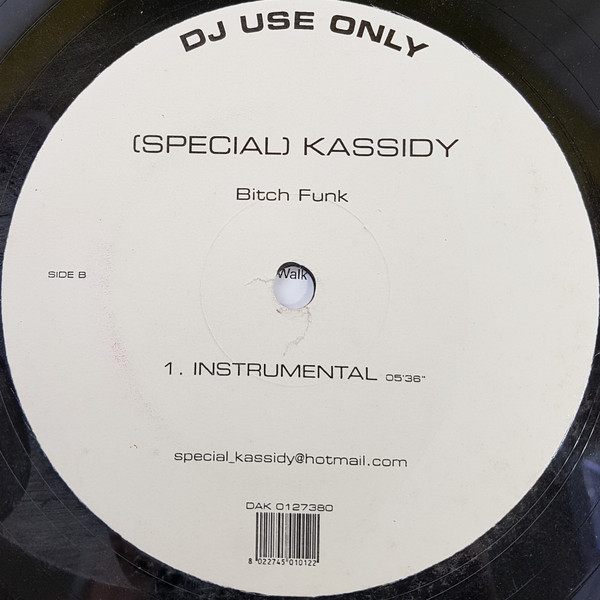 DJ USE ONLY
(SPECIAL) KASSIDY
Bitch Funk
SIDE B
Walk
1. INSTRUMENTAL 05'36"
special_kassidy@hotmail.com
DAK 0127380
8 022745 010122